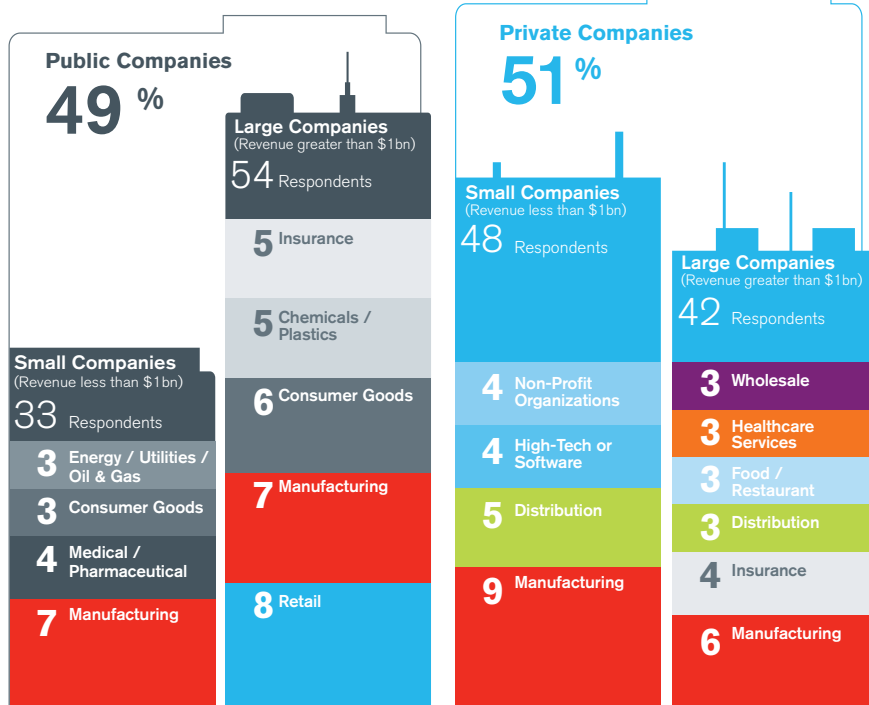 Public Companies
49 %
Small Companies
(Revenue less than $1bn)
33 Respondents
3 Energy / Utilities /
Oil & Gas
3 Consumer Goods
4 Medical /
Pharmaceutical
7 Manufacturing
Large Companies
(Revenue greater than $1bn)
54 Respondents
5 Insurance
5 Chemicals /
Plastics
6 Consumer Goods
7 Manufacturing
8 Retail
Private Companies
51 %
Small Companies
(Revenue less than $1bn)
48 Respondents
4 Non-Profit
Organizations
4 High-Tech or
Software
5 Distribution
9 Manufacturing
Large Companies
(Revenue greater than $1bn)
42 Respondents
3 Wholesale
3 Healthcare
Services
3 Food /
Restaurant
3 Distribution
4 Insurance
6 Manufacturing